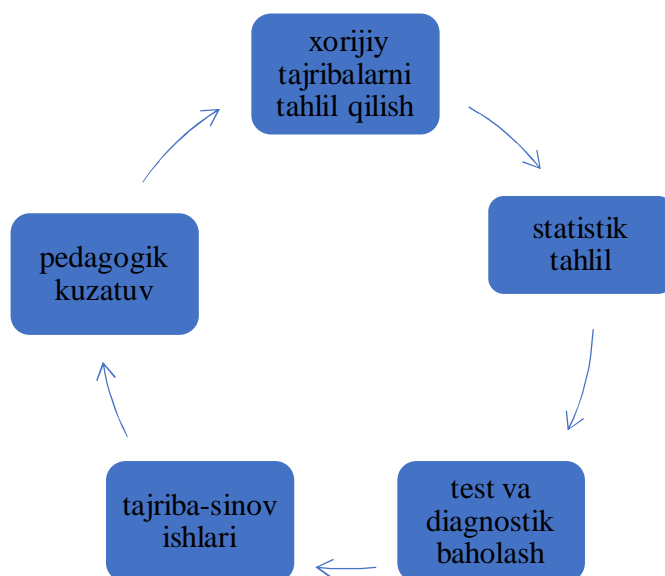 xorijiy
tajribalarni
tahlil qilish
statistik
tahlil
test va
diagnostik
baholash
tajriba-sinov
ishlari
pedagogik
kuzatuv